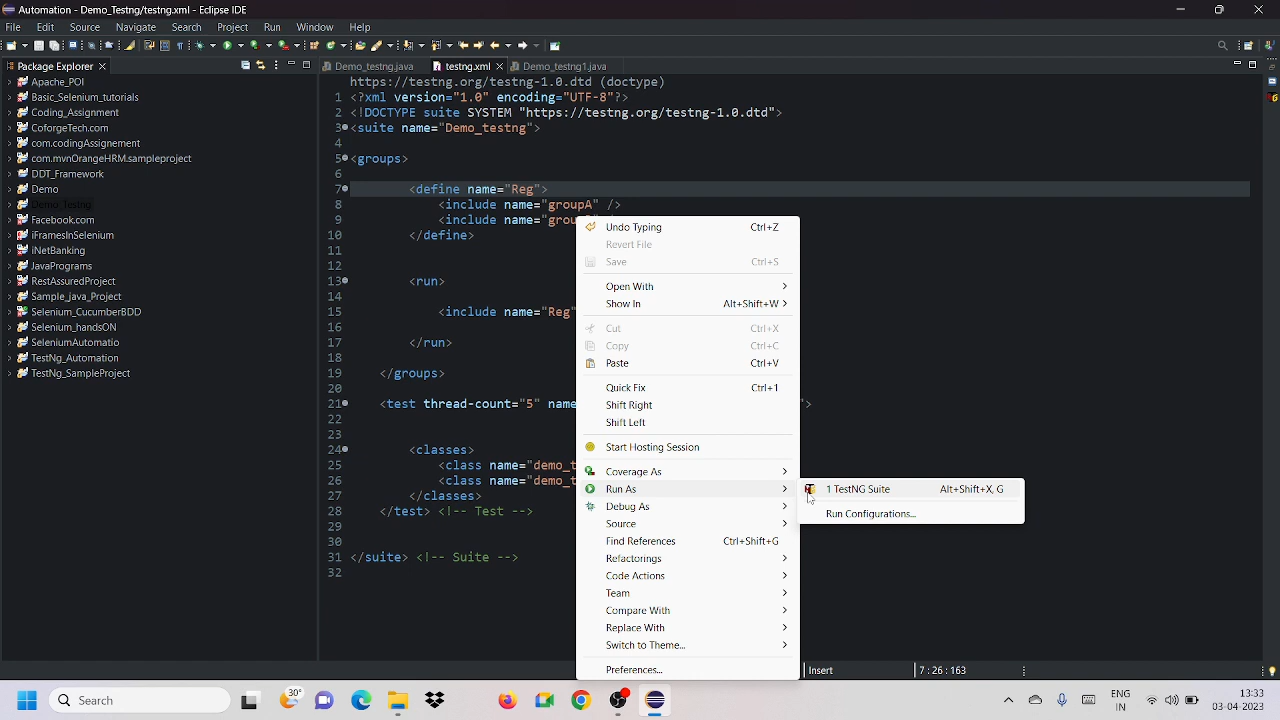 Automation - Demo_Testng/testng.xml - Eclipse IDE
File Edit Source Navigate Search Project Run Window Help
Package Explorer
Demo_testng.java testng.xml Demo_testng1.java
Apache_POI
Basic_Selenium_tutorials
Coding_Assignment
CoforgeTech.com
com.codingAssignement
com.mvnOrangeHRM.sampleproject
DDT_Framework
Demo
Demo_Testng
Facebook.com
iFramesInSelenium
iNetBanking
JavaPrograms
RestAssuredProject
Sample_java_Project
Selenium_CucumberBDD
Selenium_handsON
SeleniumAutomatio
TestNg_Automation
TestNg_SampleProject
https://testng.org/testng-1.0.dtd (doctype)
1 <?xml version="1.0" encoding="UTF-8"?>
2 <!DOCTYPE suite SYSTEM "https://testng.org/testng-1.0.dtd">
3 <suite name="Demo_testng">
4
5 <groups>
6
7 <define name="Reg">
8 <include name="groupA" />
9 <include name="grou
10 </define>
11
12
13 <run>
14
15 <include name="Reg"
16
17 </run>
18
19 </groups>
20
21 <test thread-count="5" name ">
22
23
24 <classes>
25 <class name="demo_t
26 <class name="demo_t
27 </classes>
28 </test> <!-- Test -->
29
30
31 </suite> <!-- Suite -->
32
Undo Typing Ctrl+Z
Revert File
Save Ctrl+S
Open With
Show In Alt+Shift+W
Cut Ctrl+X
Copy Ctrl+C
Paste Ctrl+V
Quick Fix Ctrl+1
Shift Right
Shift Left
Start Hosting Session
Coverage As
Run As
Debug As
Source
Find References Ctrl+Shift+G
Refactorings
Code Actions
Team
Compare With
Replace With
Switch to Theme...
Preferences...
1 TestNG Suite Alt+Shift+X, G
Run Configurations...
Insert 7 : 26 : 163
Search
30°
ENG
IN
13:33
03-04-2023